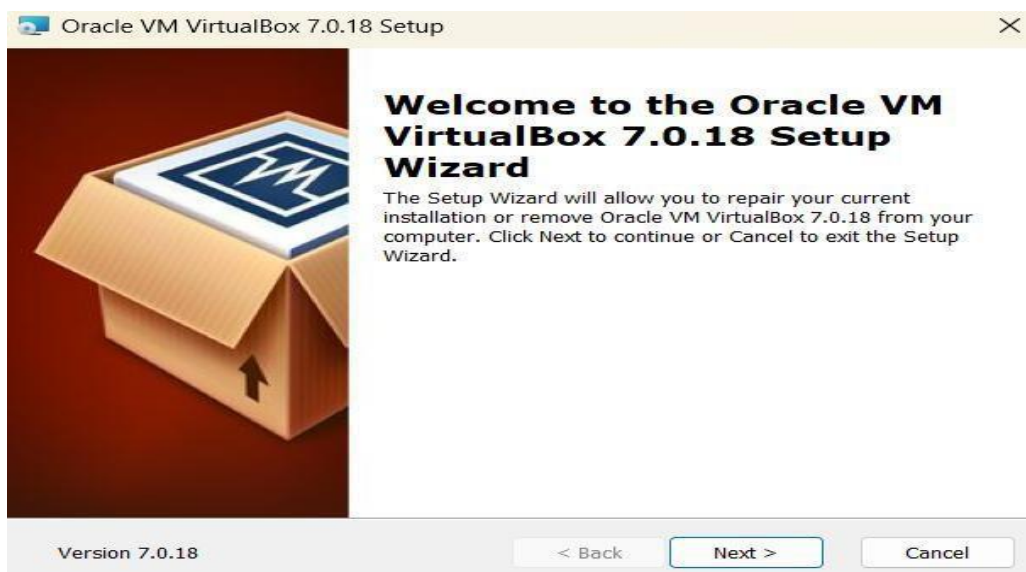 Oracle VM VirtualBox 7.0.18 Setup
Welcome to the Oracle VM
VirtualBox 7.0.18 Setup
Wizard
The Setup Wizard will allow you to repair your current
installation or remove Oracle VM VirtualBox 7.0.18 from your
computer. Click Next to continue or Cancel to exit the Setup
Wizard.
Version 7.0.18
< Back
Next >
Cancel